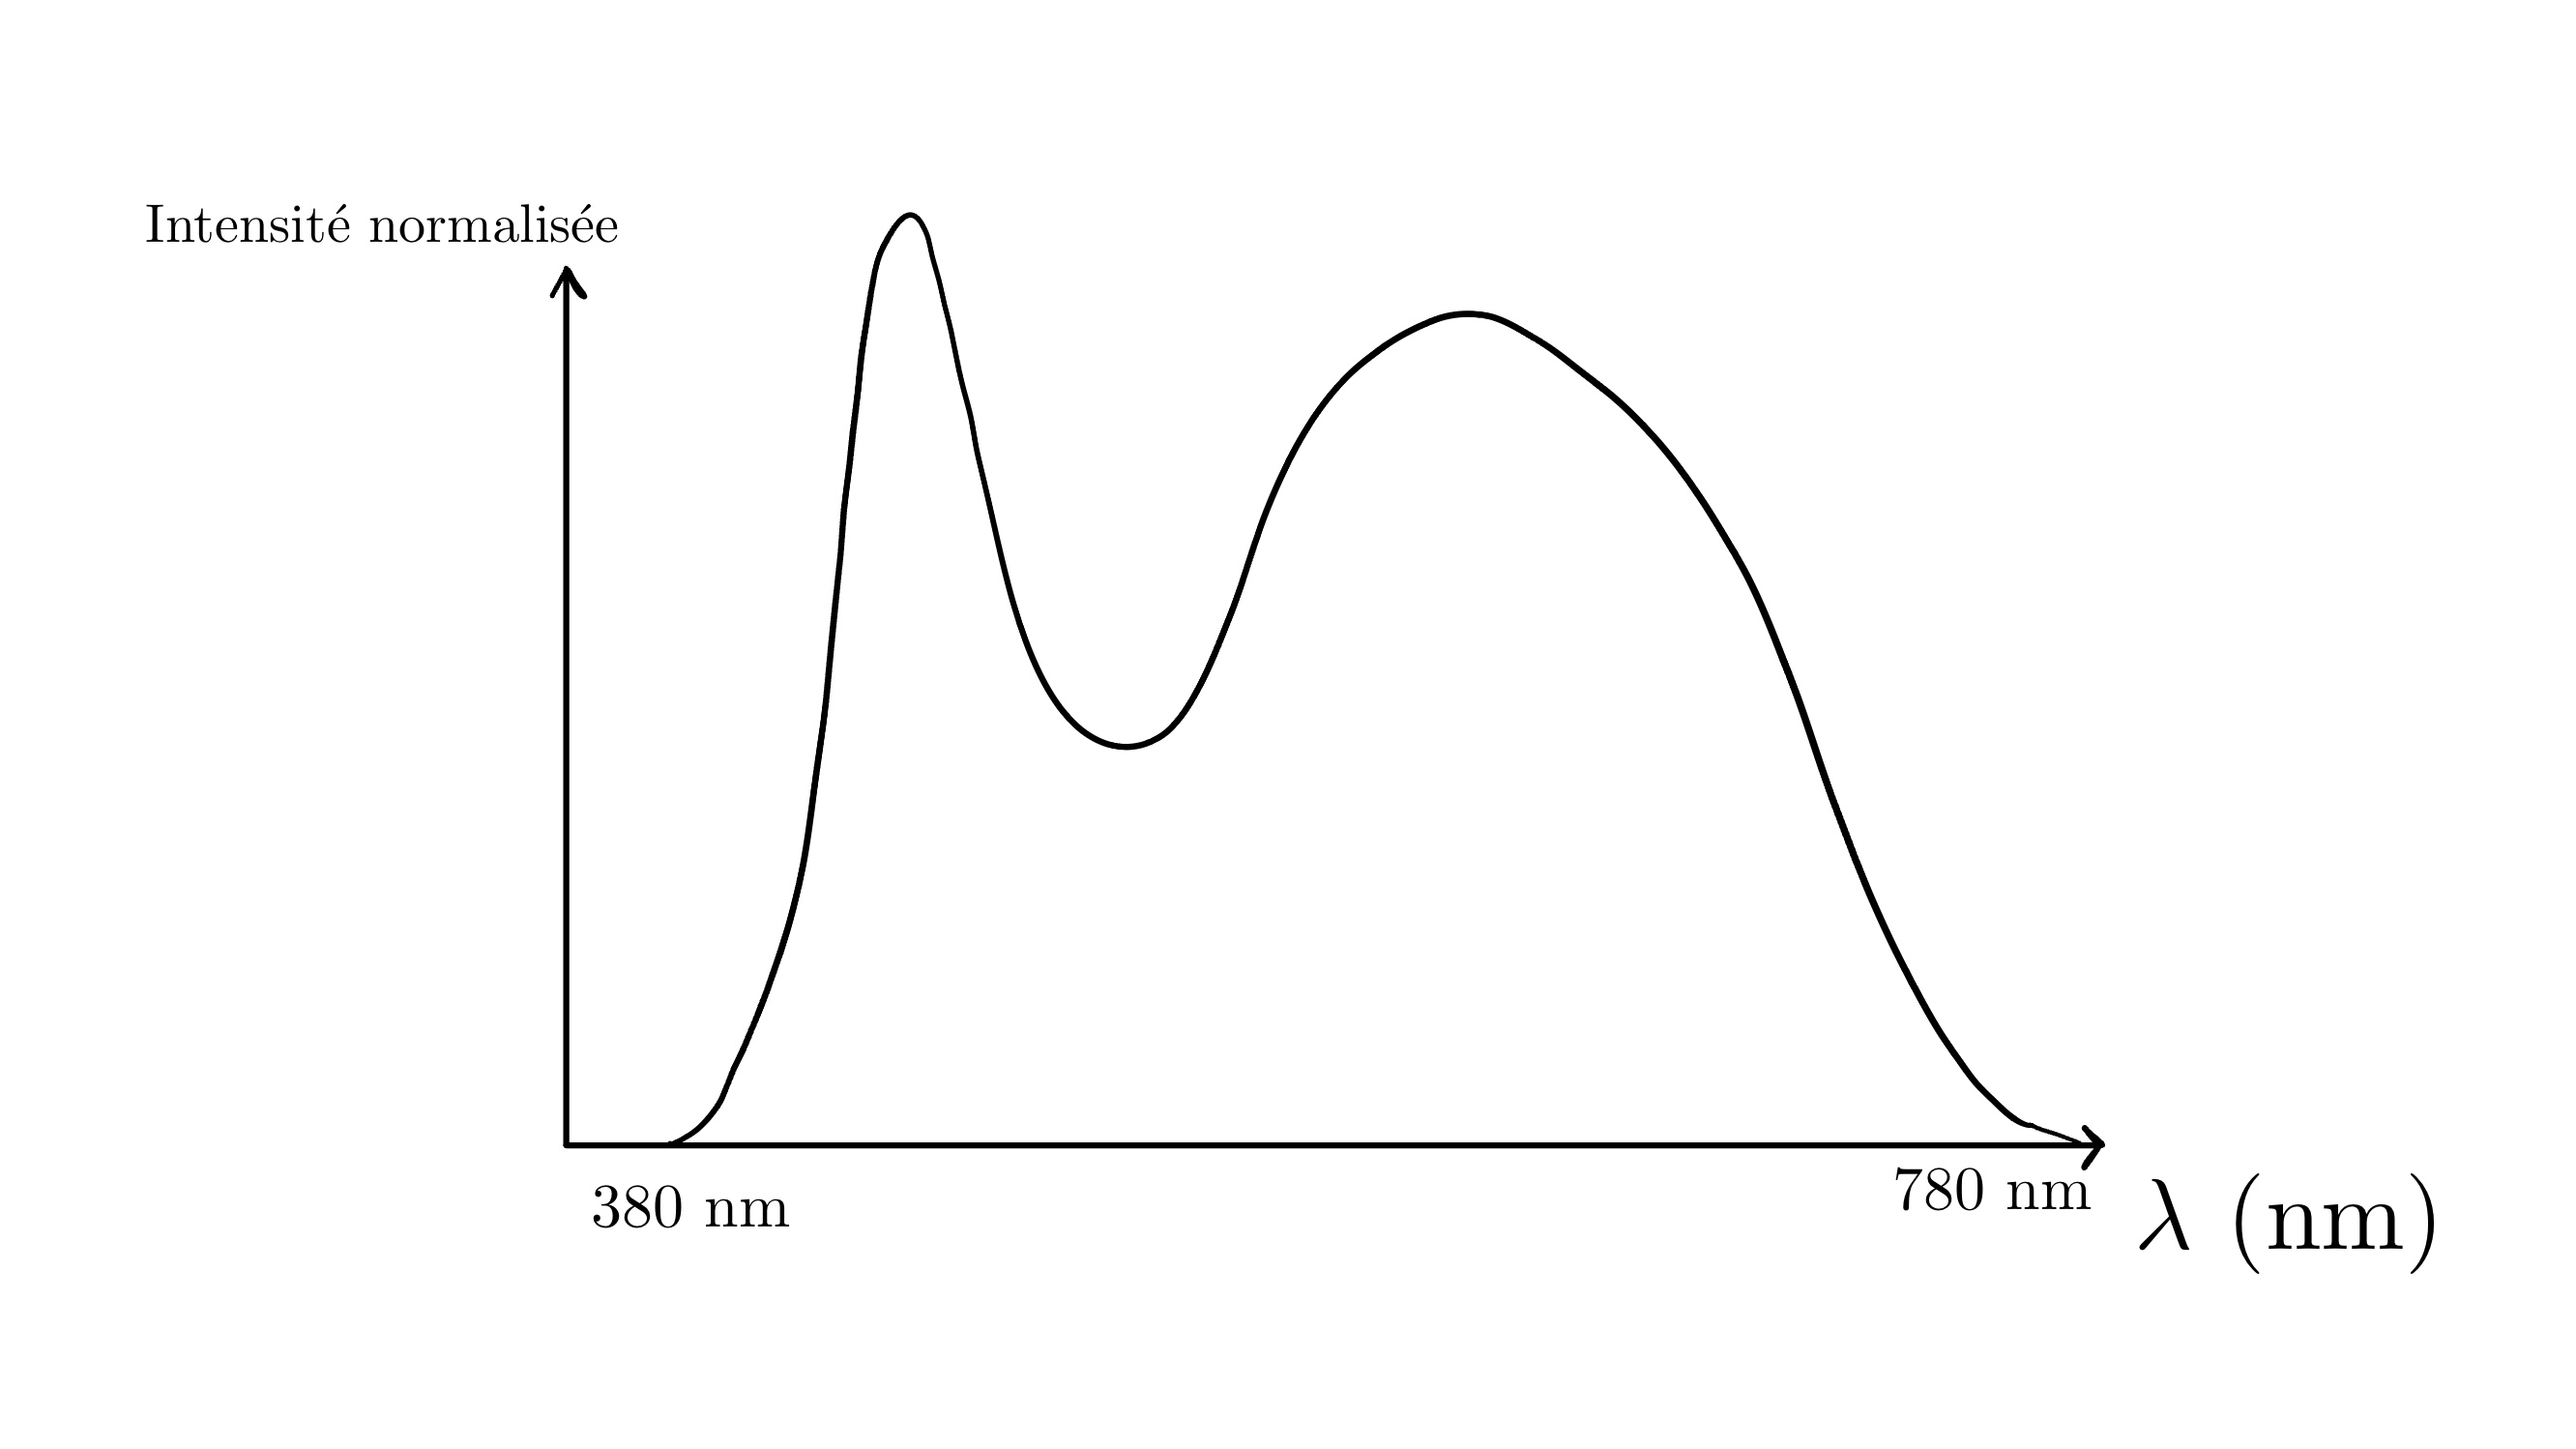 Intensité normalisée
380 nm
780 nm
λ (nm)